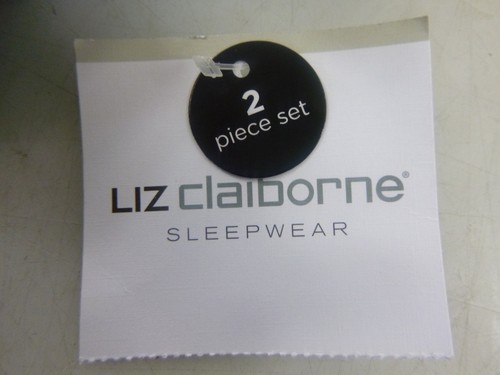 2
piece set
LIZ claiborne®
SLEEPWEAR